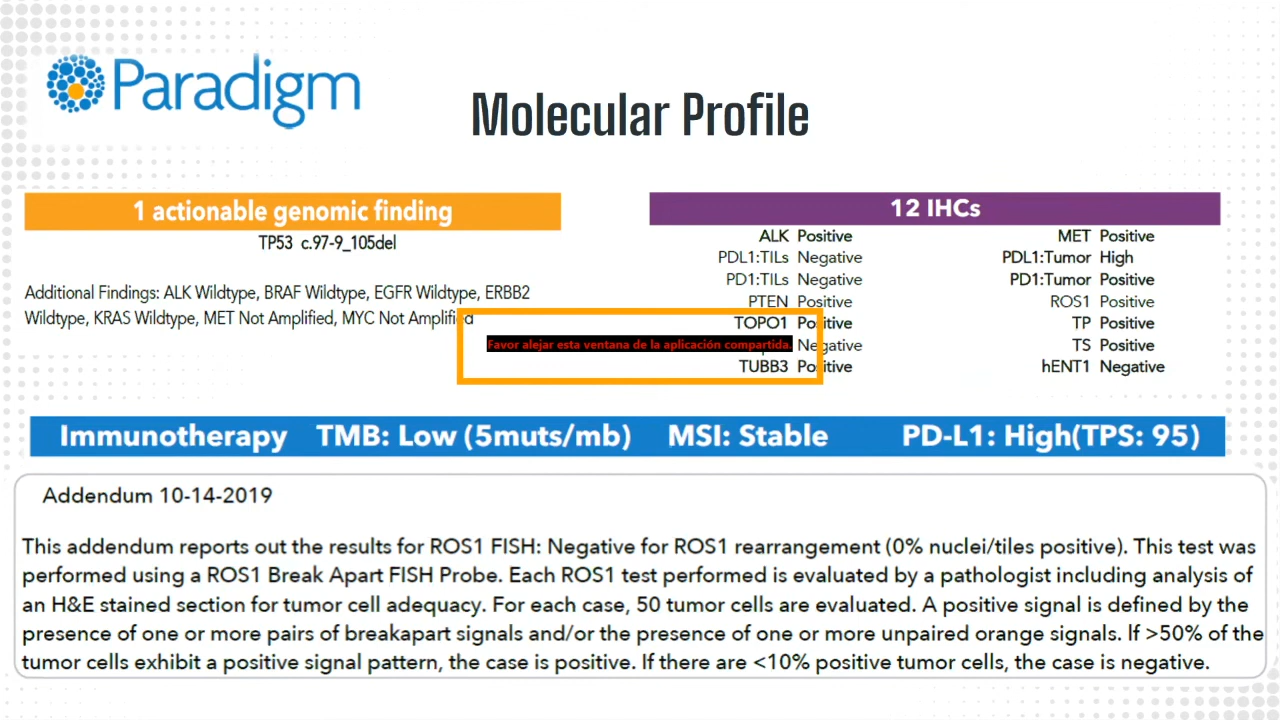 Paradigm
Molecular Profile
1 actionable genomic finding
TP53 c.97-9_105del
Additional Findings: ALK Wildtype, BRAF Wildtype, EGFR Wildtype, ERBB2
Wildtype, KRAS Wildtype, MET Not Amplified, MYC Not Amplified
12 IHCs
ALK Positive
PDL1:TILs Negative
PD1:TILs Negative
PTEN Positive
TOPO1 Positive
Favor alejar esta ventana de la aplicación compartida.
Negative
TUBB3 Positive
MET Positive
PDL1:Tumor High
PD1:Tumor Positive
ROS1 Positive
TP Positive
TS Positive
hENT1 Negative
Immunotherapy TMB: Low (5muts/mb) MSI: Stable PD-L1: High(TPS: 95)
Addendum 10-14-2019
This addendum reports out the results for ROS1 FISH: Negative for ROS1 rearrangement (0% nuclei/tiles positive). This test was
performed using a ROS1 Break Apart FISH Probe. Each ROS1 test performed is evaluated by a pathologist including analysis of
an H&E stained section for tumor cell adequacy. For each case, 50 tumor cells are evaluated. A positive signal is defined by the
presence of one or more pairs of breakapart signals and/or the presence of one or more unpaired orange signals. If >50% of the
tumor cells exhibit a positive signal pattern, the case is positive. If there are <10% positive tumor cells, the case is negative.